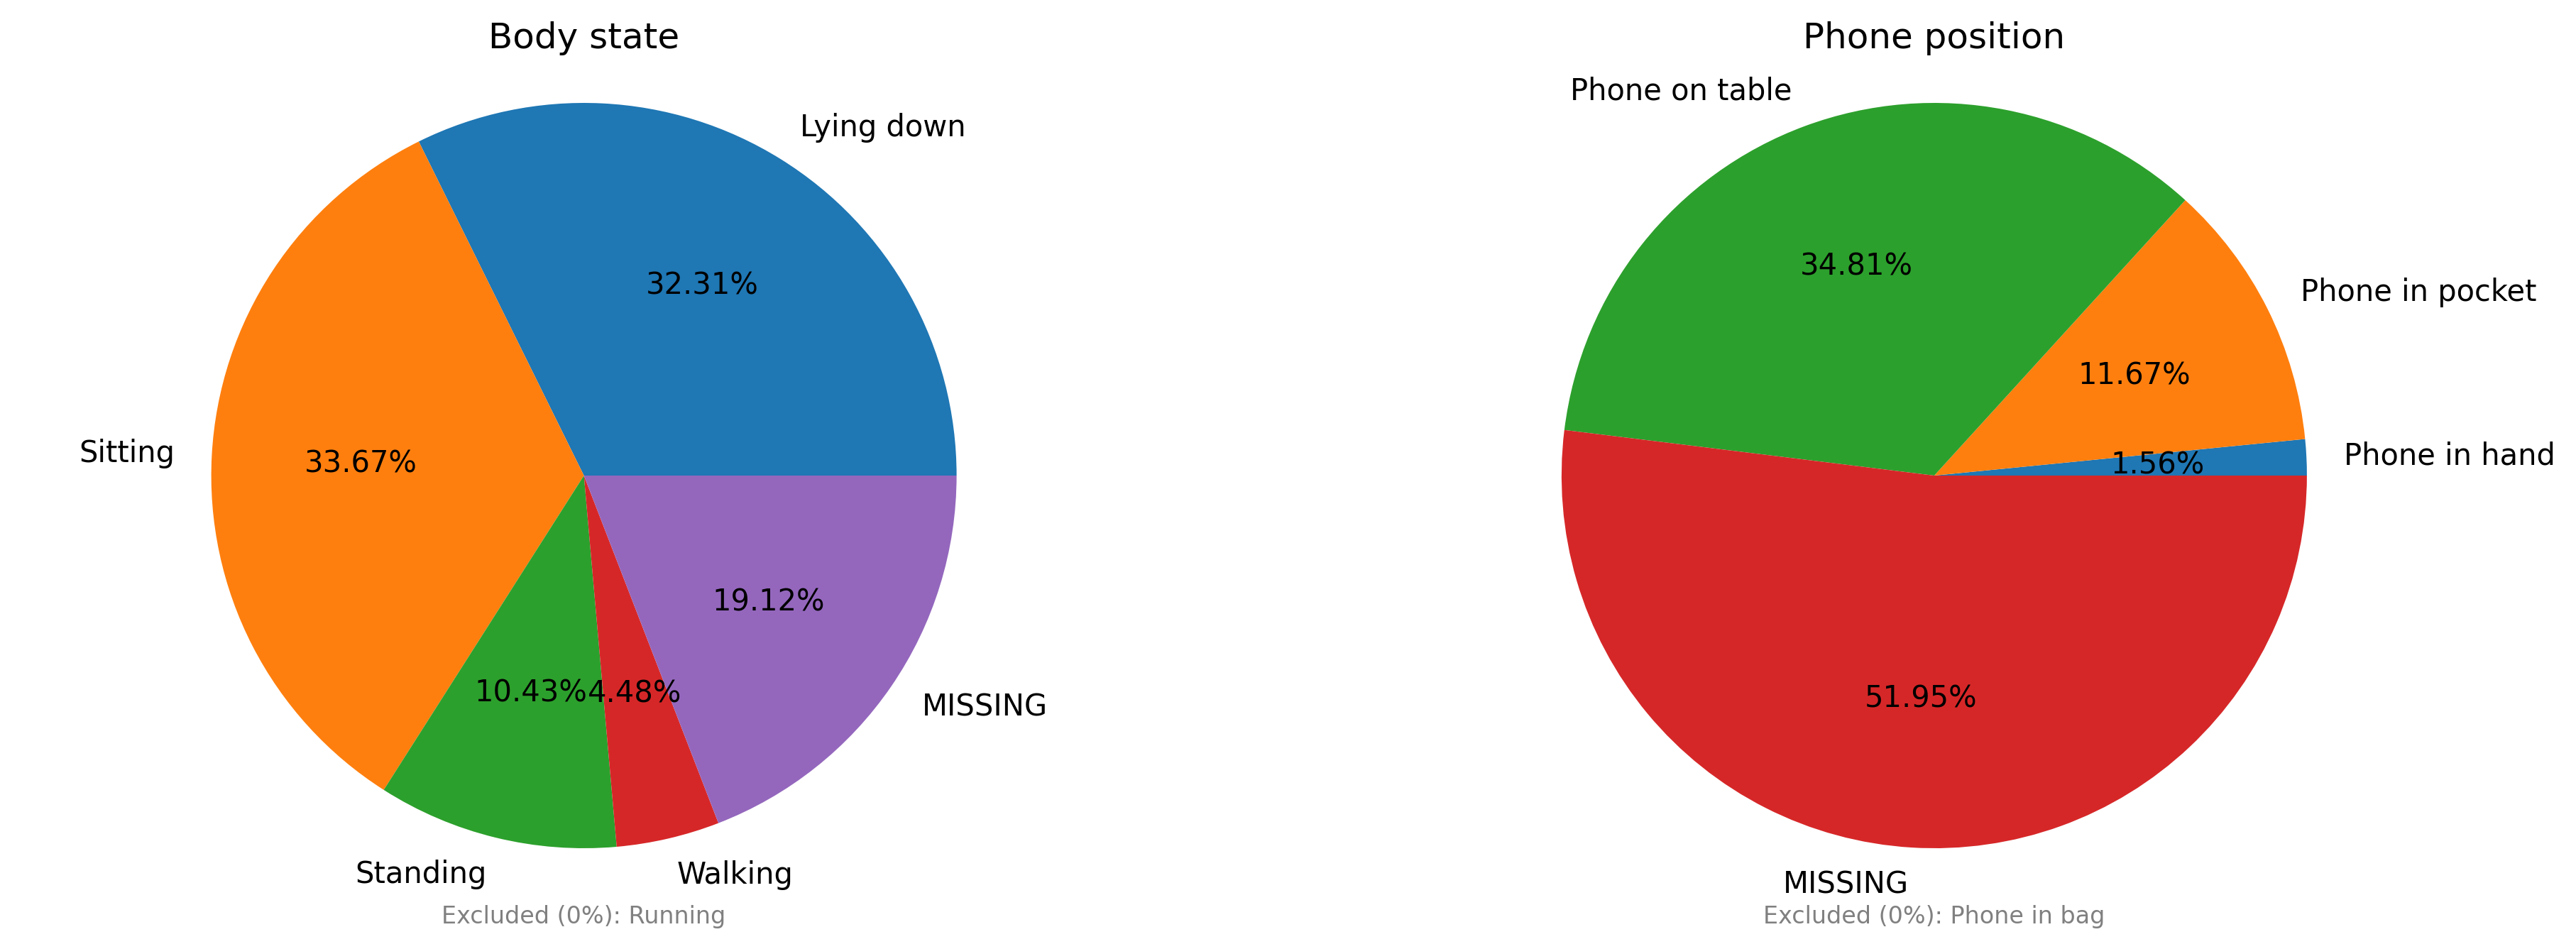 Body state
Lying down
32.31%
Sitting
33.67%
10.43%
4.48%
19.12%
MISSING
Standing
Walking
Excluded (0%): Running
Phone position
Phone on table
34.81%
Phone in pocket
11.67%
Phone in hand
1.56%
51.95%
MISSING
Excluded (0%): Phone in bag